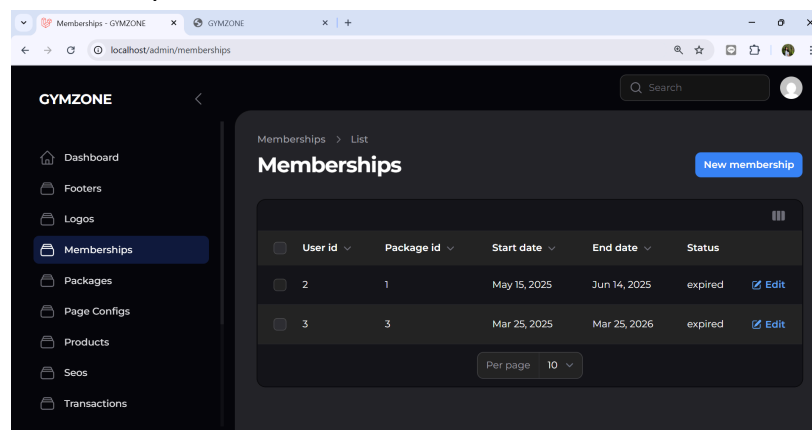 Memberships - GYMZONE
GYMZONE
localhost/admin/memberships
GYMZONE
Search
Dashboard
Footers
Logos
Memberships
Packages
Page Configs
Products
Seos
Transactions
Memberships > List
Memberships
New membership
User id Package id Start date End date Status
2 1 May 15, 2025 Jun 14, 2025 expired Edit
3 3 Mar 25, 2025 Mar 25, 2026 expired Edit
Per page 10